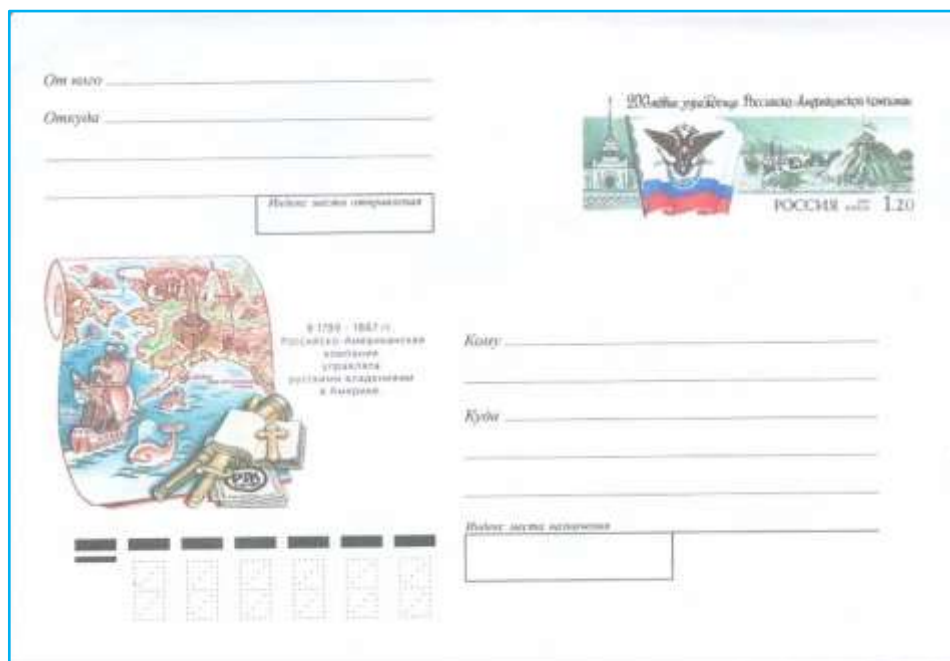 От кого
Откуда
Индекс места отправления
200-летие учреждения Российско-Американской компании
РОССИЯ 1.20
В 1799 - 1867 гг.
Российско-Американская
компания
управляла
русскими владениями
в Америке.
Кому
Куда
Индекс места назначения